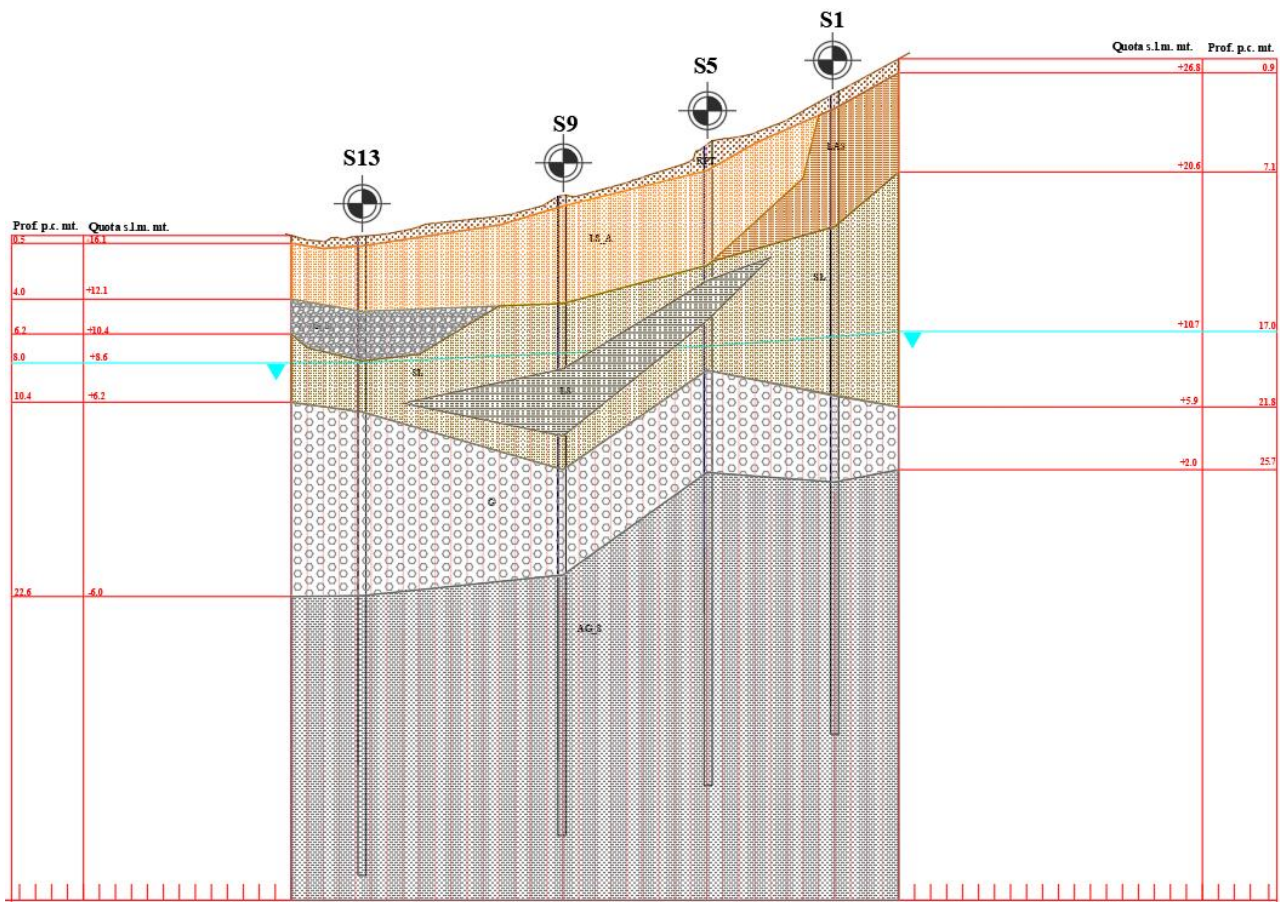 S1
Quota s.l.m. mt. Prof. p.c. mt.
S5
+26.8 0.9
S9
S13
RPT
LAS
+20.6 7.1
Prof. p.c. mt. Quota s.l.m. mt.
0.5 -16.1
LS_A
SL
4.0 +12.1
6.2 +10.4
+10.7 17.0
8.0 +8.6
SL
LS
10.4 +6.2
+5.9 21.8
+2.0 25.7
G
22.6 -6.0
AG_S